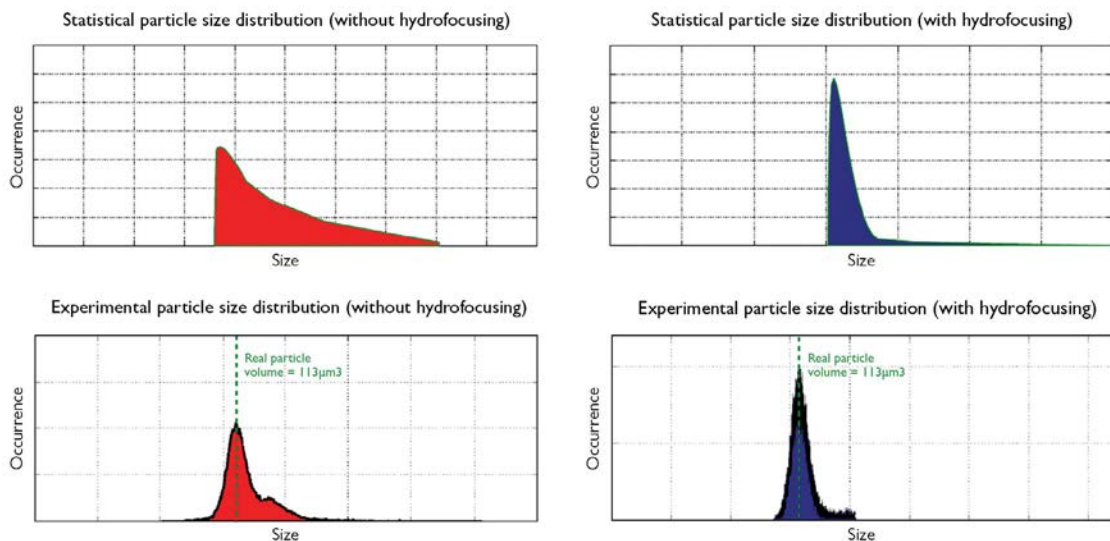 Statistical particle size distribution (without hydrofocusing)
Occurrence
Size
Statistical particle size distribution (with hydrofocusing)
Occurrence
Size
Experimental particle size distribution (without hydrofocusing)
Real particle
volume = 113µm3
Occurrence
Size
Experimental particle size distribution (with hydrofocusing)
Real particle
volume = 113µm3
Occurrence
Size